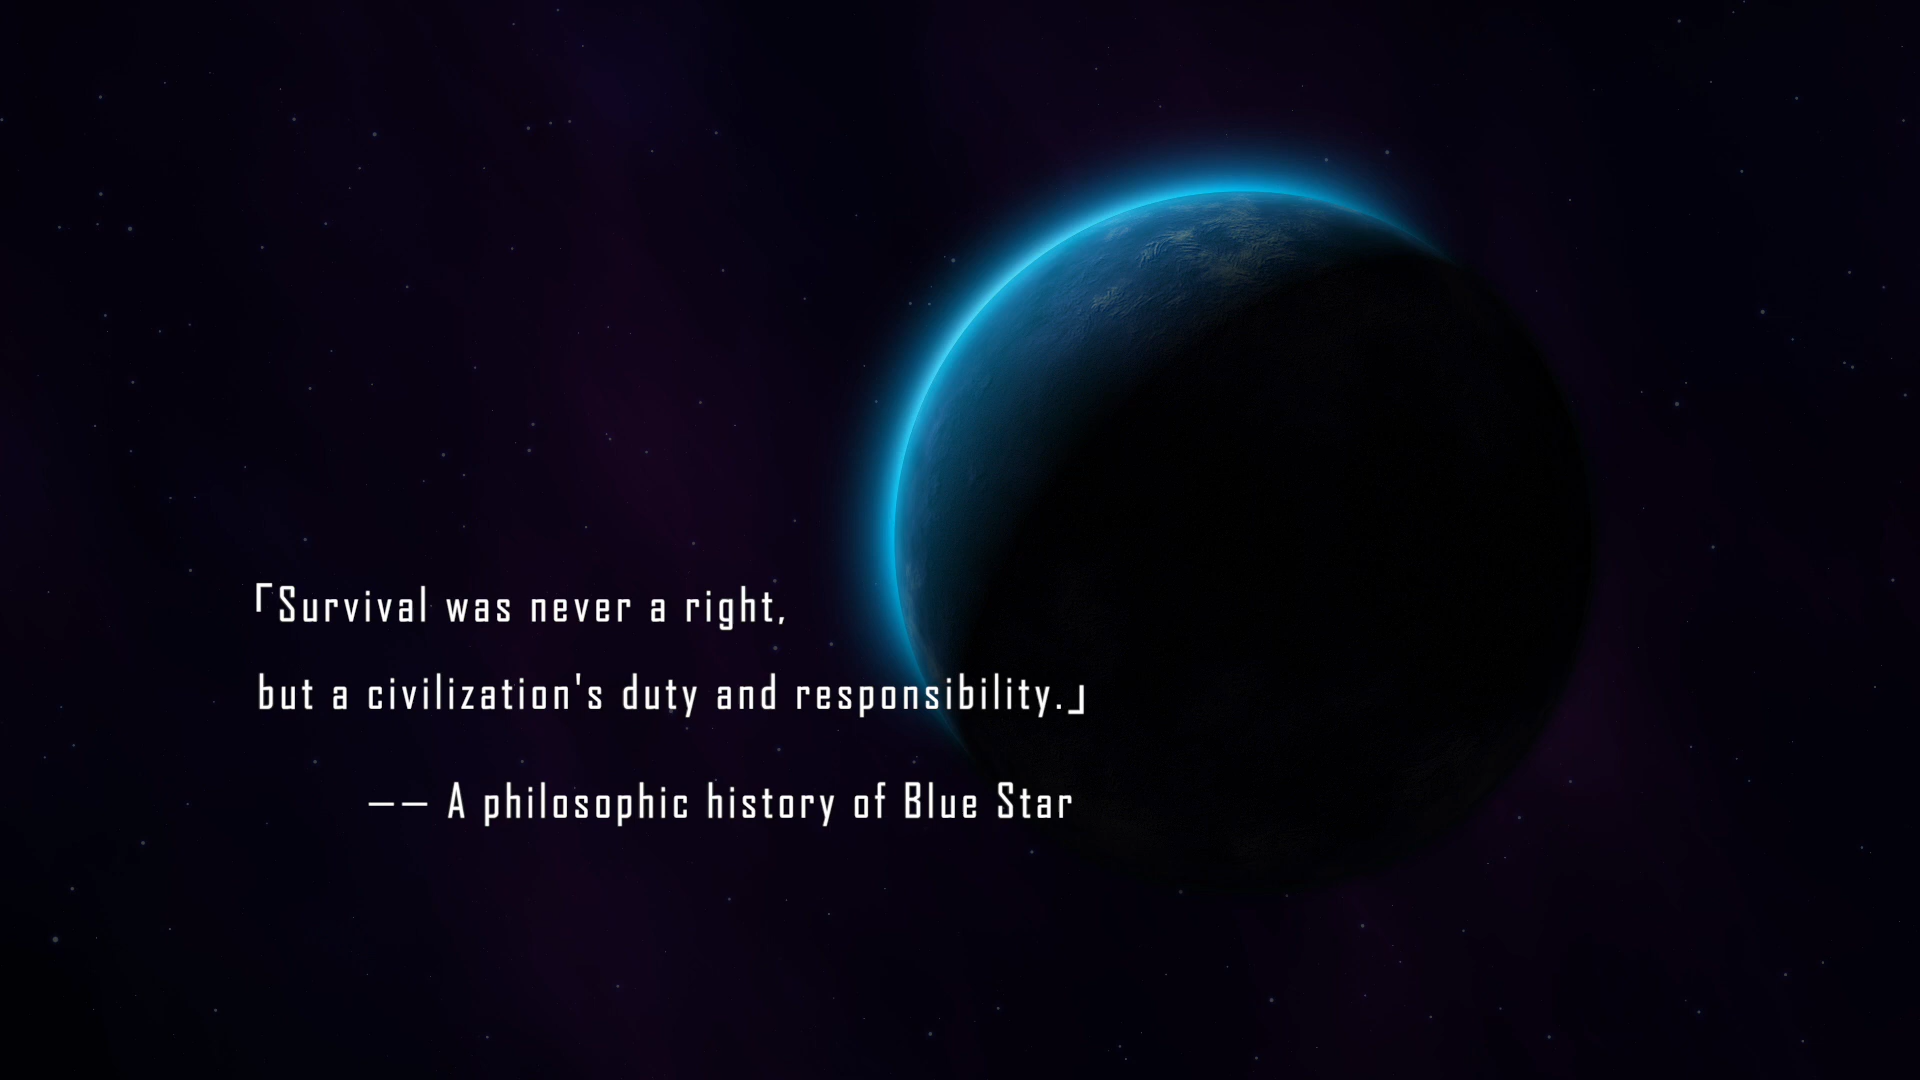 「Survival was never a right,
but a civilization's duty and responsibility.」
—— A philosophic history of Blue Star